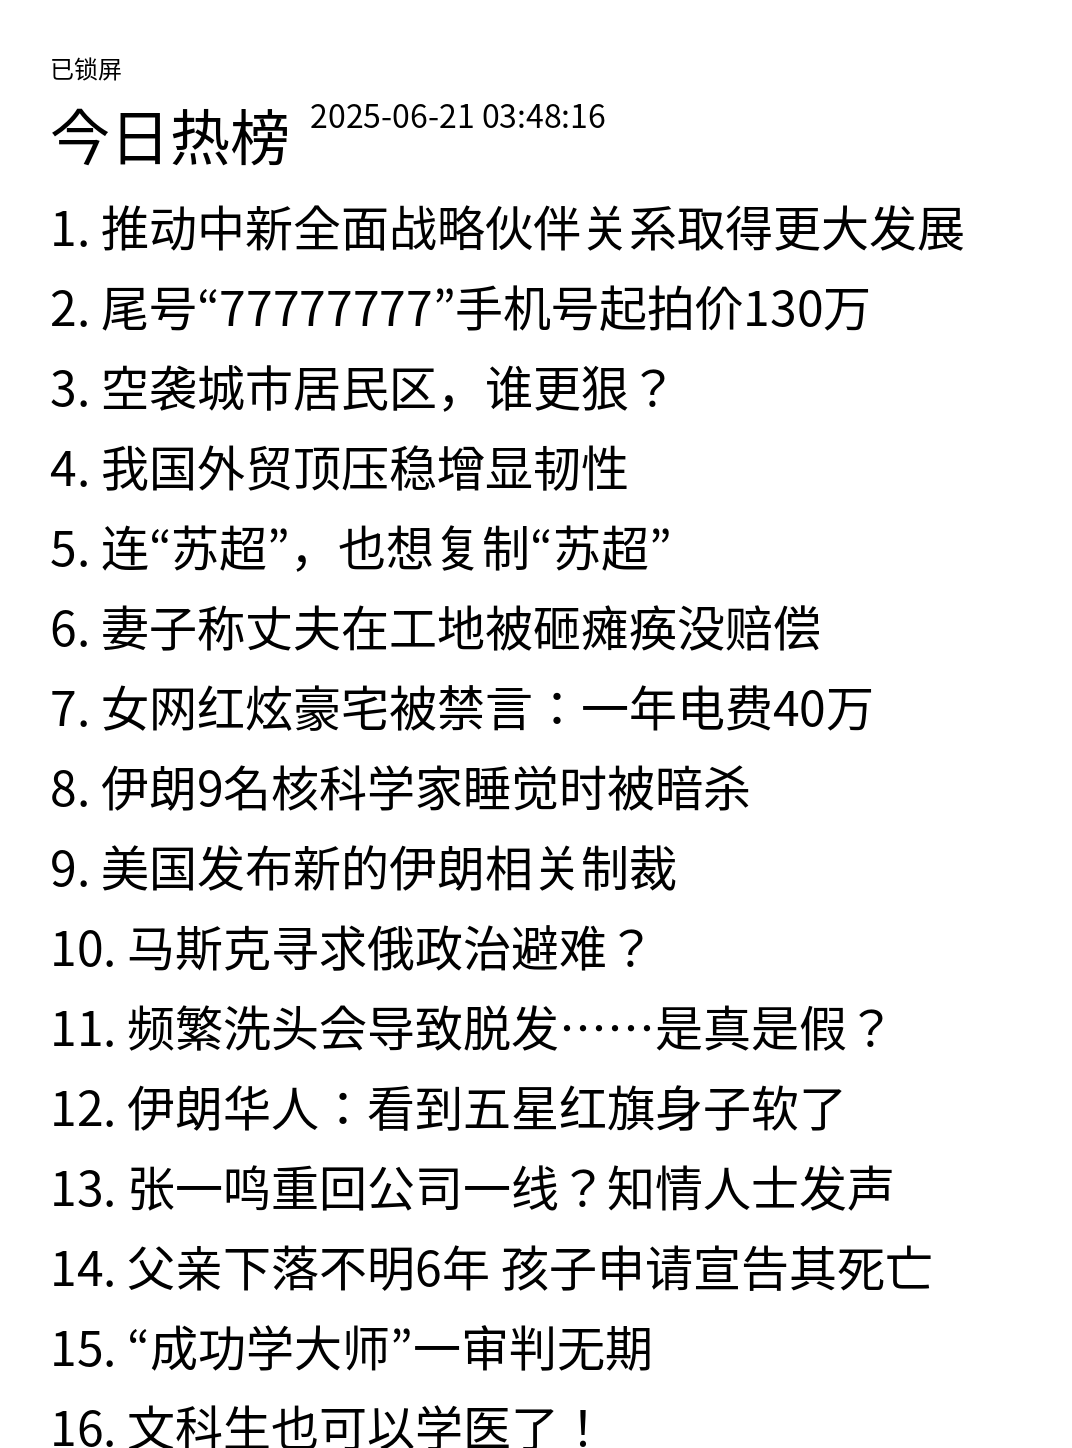 已锁屏
今日热榜 2025-06-21 03:48:16
1. 推动中新全面战略伙伴关系取得更大发展
2. 尾号“77777777”手机号起拍价130万
3. 空袭城市居民区，谁更狠？
4. 我国外贸顶压稳增显韧性
5. 连“苏超”，也想复制“苏超”
6. 妻子称丈夫在工地被砸瘫痪没赔偿
7. 女网红炫豪宅被禁言：一年电费40万
8. 伊朗9名核科学家睡觉时被暗杀
9. 美国发布新的伊朗相关制裁
10. 马斯克寻求俄政治避难？
11. 频繁洗头会导致脱发……是真是假？
12. 伊朗华人：看到五星红旗身子软了
13. 张一鸣重回公司一线？知情人士发声
14. 父亲下落不明6年 孩子申请宣告其死亡
15. “成功学大师”一审判无期
16. 文科生也可以学医了！